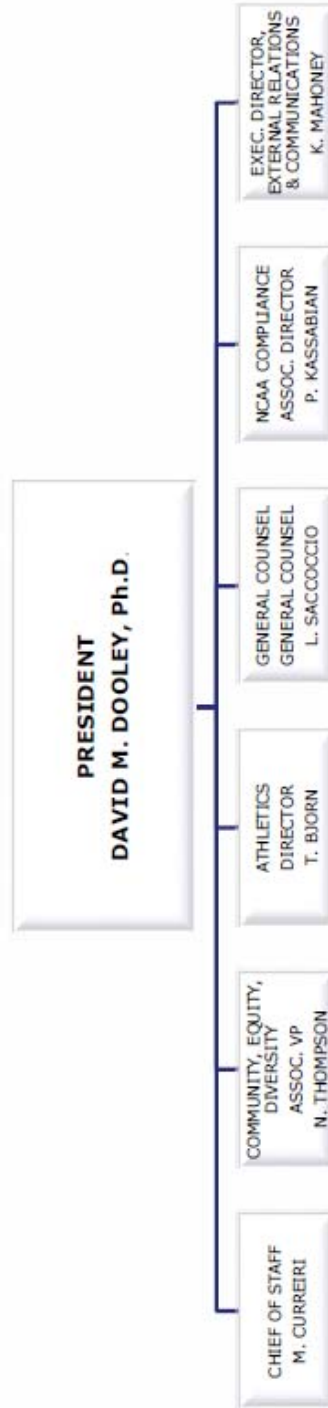 PRESIDENT
DAVID M. DOOLEY, Ph.D.
CHIEF OF STAFF
M. CURREIRI
COMMUNITY, EQUITY,
DIVERSITY
ASSOC. VP
N. THOMPSON
ATHLETICS
DIRECTOR
T. BJORN
GENERAL COUNSEL
GENERAL COUNSEL
L. SACCOCCIO
NCAA COMPLIANCE
ASSOC. DIRECTOR
P. KASSABIAN
EXEC. DIRECTOR,
EXTERNAL RELATIONS
& COMMUNICATIONS
K. MAHONEY